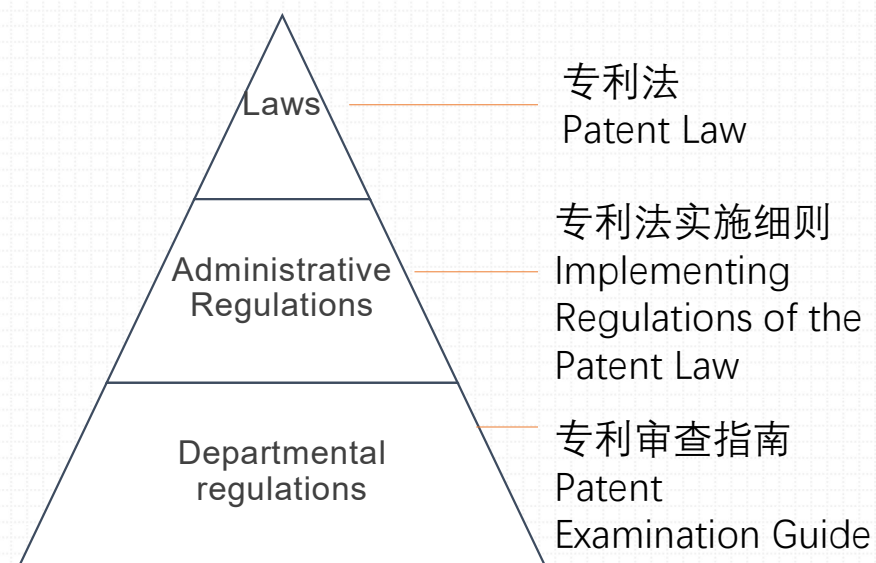 Laws
专利法
Patent Law
Administrative
Regulations
专利法实施细则
Implementing
Regulations of the
Patent Law
Departmental
regulations
专利审查指南
Patent
Examination Guide